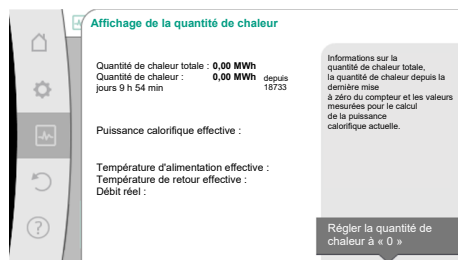 Affichage de la quantité de chaleur
Quantité de chaleur totale : 0,00 MWh
Quantité de chaleur : 0,00 MWh depuis
jours 9 h 54 min 18733
Puissance calorifique effective :
Température d'alimentation effective :
Température de retour effective :
Débit réel :
Informations sur la
quantité de chaleur totale,
la quantité de chaleur depuis la
dernière mise
à zéro du compteur et les valeurs
mesurées pour le calcul
de la puissance
calorifique actuelle.
Régler la quantité de
chaleur à « 0 »
?